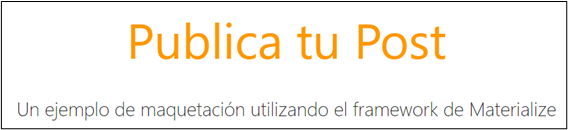 Publica tu Post
Un ejemplo de maquetación utilizando el framework de Materialize